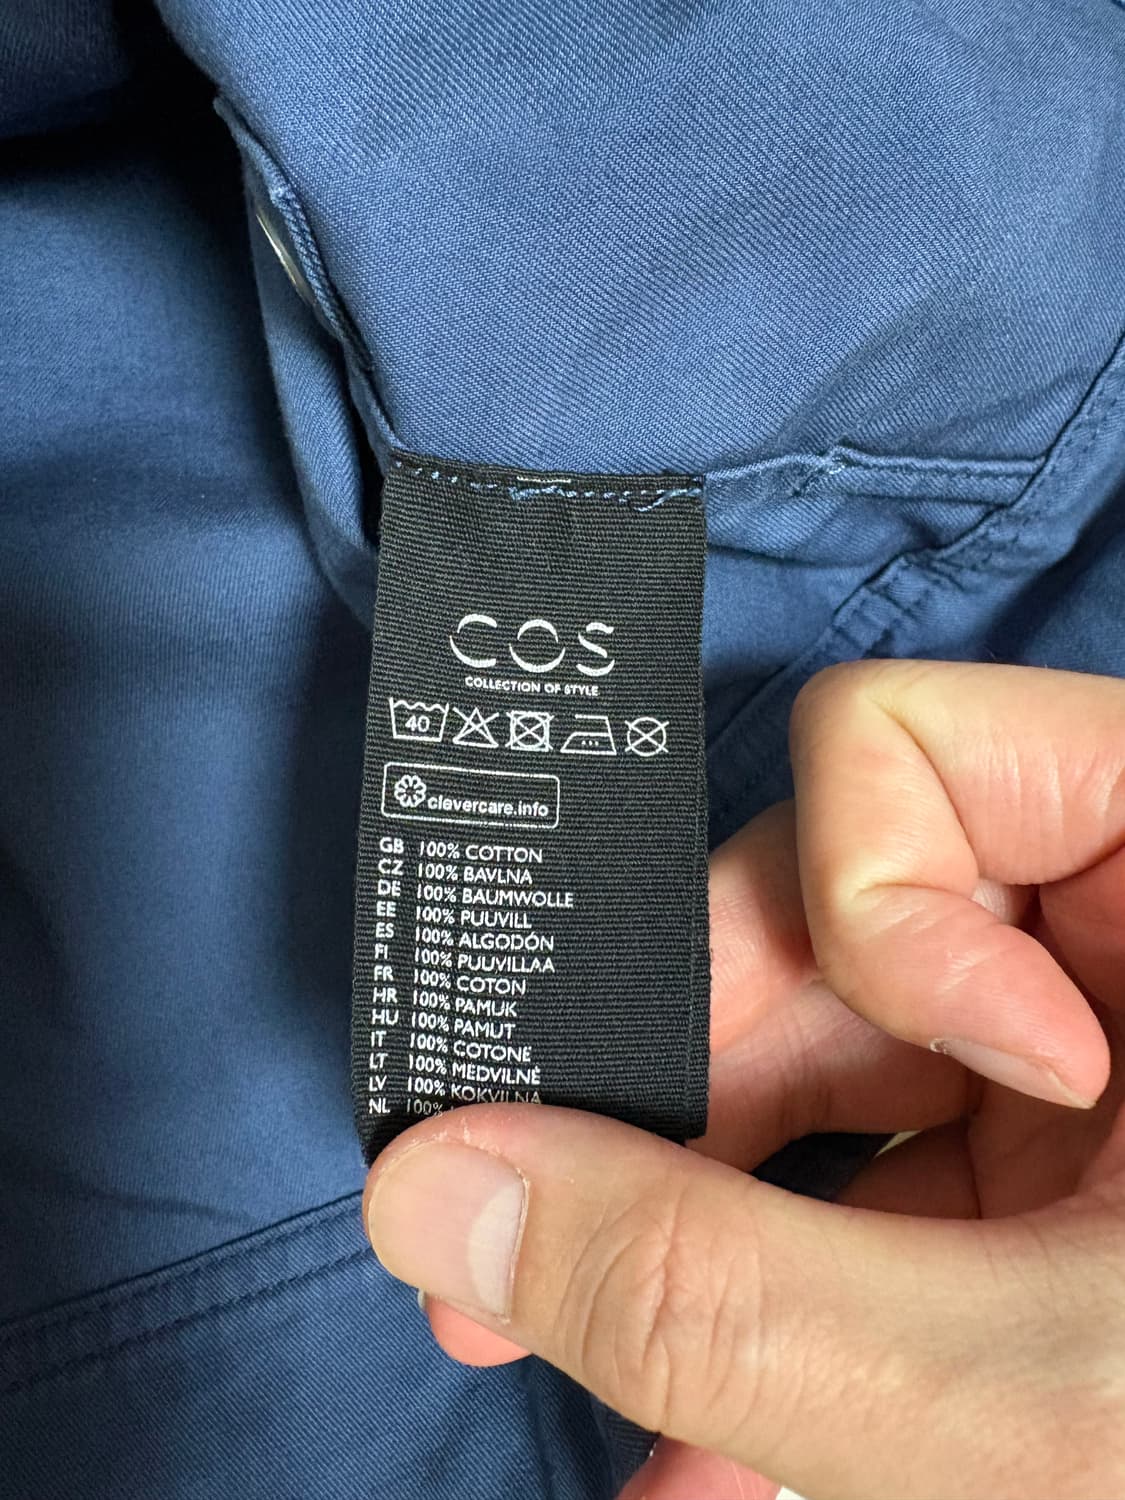 COS
COLLECTION OF STYLE
40
clevercare.info
GB 100% COTTON
CZ 100% BAVLNA
DE 100% BAUMWOLLE
EE 100% PUUVILL
ES 100% ALGODÓN
FI 100% PUUVILLAA
FR 100% COTON
HR 100% PAMUK
HU 100% PAMUT
IT 100% COTONE
LT 100% MEDVILNĖ
LV 100% KOKVILNA
NL 100%